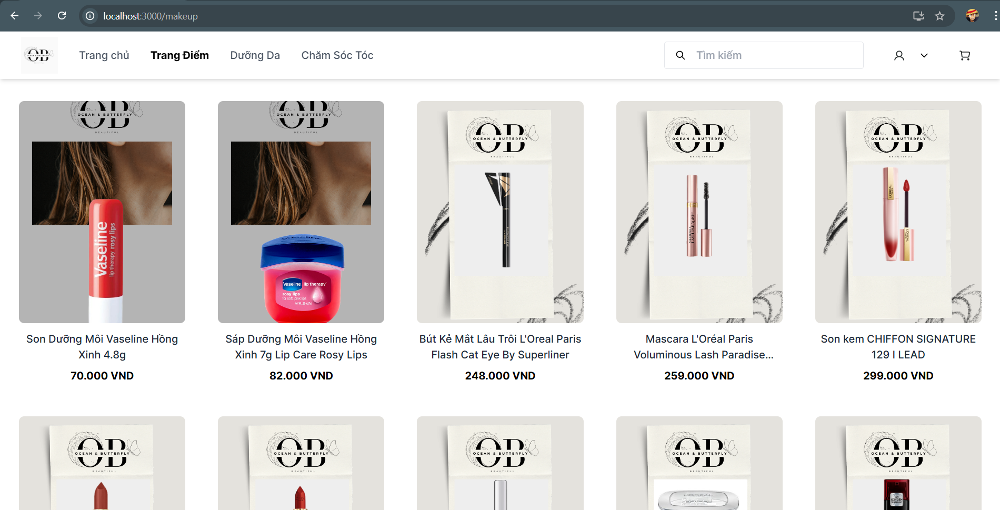 localhost:3000/makeup
OB
Trang chủ
Trang Điểm
Dưỡng Da
Chăm Sóc Tóc
Tìm kiếm
OB
OCEAN & BUTTERFLY
BEAUTIFUL
Vaseline
lip therapy rosy lips
Son Dưỡng Môi Vaseline Hồng
Xinh 4.8g
70.000 VND
OB
OCEAN & BUTTERFLY
BEAUTIFUL
Vaseline lip therapy
rosy lips
for soft, pink lips
Sáp Dưỡng Môi Vaseline Hồng
Xinh 7g Lip Care Rosy Lips
82.000 VND
OB
OCEAN & BUTTERFLY
BEAUTIFUL
Bút Kẻ Mắt Lâu Trôi L'Oreal Paris
Flash Cat Eye By Superliner
248.000 VND
OB
OCEAN & BUTTERFLY
BEAUTIFUL
LASH PARADISE
Mascara L'Oréal Paris
Voluminous Lash Paradise...
259.000 VND
OB
OCEAN & BUTTERFLY
BEAUTIFUL
L'ORÉAL
Son kem CHIFFON SIGNATURE
129 I LEAD
299.000 VND
OB
OCEAN & BUTTERFLY
BEAUTIFUL
OB
OCEAN & BUTTERFLY
BEAUTIFUL
OB
OCEAN & BUTTERFLY
BEAUTIFUL
OB
OCEAN & BUTTERFLY
BEAUTIFUL
L'ORÉAL
OB
OCEAN & BUTTERFLY
BEAUTIFUL
OXYGEN